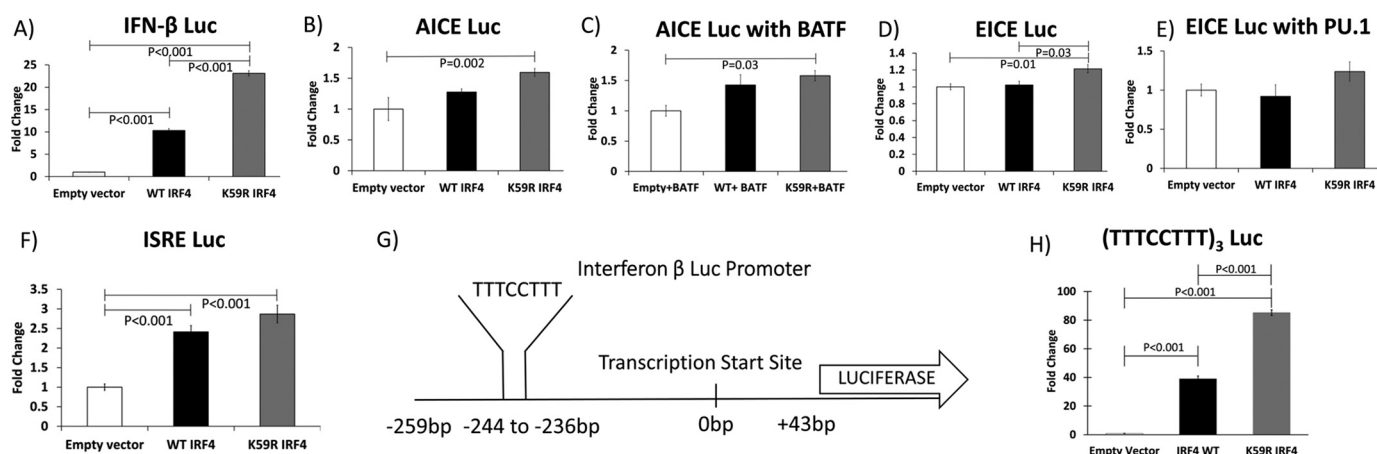 A)
IFN-β Luc
P<0.001
P<0.001
P<0.001
Fold Change
25
20
15
10
5
0
Empty vector WT IRF4 K59R IRF4
B)
AICE Luc
P=0.002
Fold Change
2
1.5
1
0.5
0
Empty vector WT IRF4 K59R IRF4
C)
AICE Luc with BATF
P=0.03
Fold Change
2
1.5
1
0.5
0
Empty+BATF WT+ BATF K59R+BATF
D)
EICE Luc
P=0.03
P=0.01
Fold Change
1.4
1.2
1
0.8
0.6
0.4
0.2
0
Empty vector WT IRF4 K59R IRF4
E)
EICE Luc with PU.1
Fold Change
1.5
1
0.5
0
Empty vector WT IRF4 K59R IRF4
F)
ISRE Luc
P<0.001
P<0.001
Fold Change
3.5
3
2.5
2
1.5
1
0.5
0
Empty vector WT IRF4 K59R IRF4
G)
Interferon β Luc Promoter
TTTCCTTT
Transcription Start Site
LUCIFERASE
-259bp -244 to -236bp 0bp +43bp
H)
(TTTCCTTT)3 Luc
P<0.001
P<0.001
P<0.001
Fold Change
100
80
60
40
20
0
Empty Vector IRF4 WT K59R IRF4